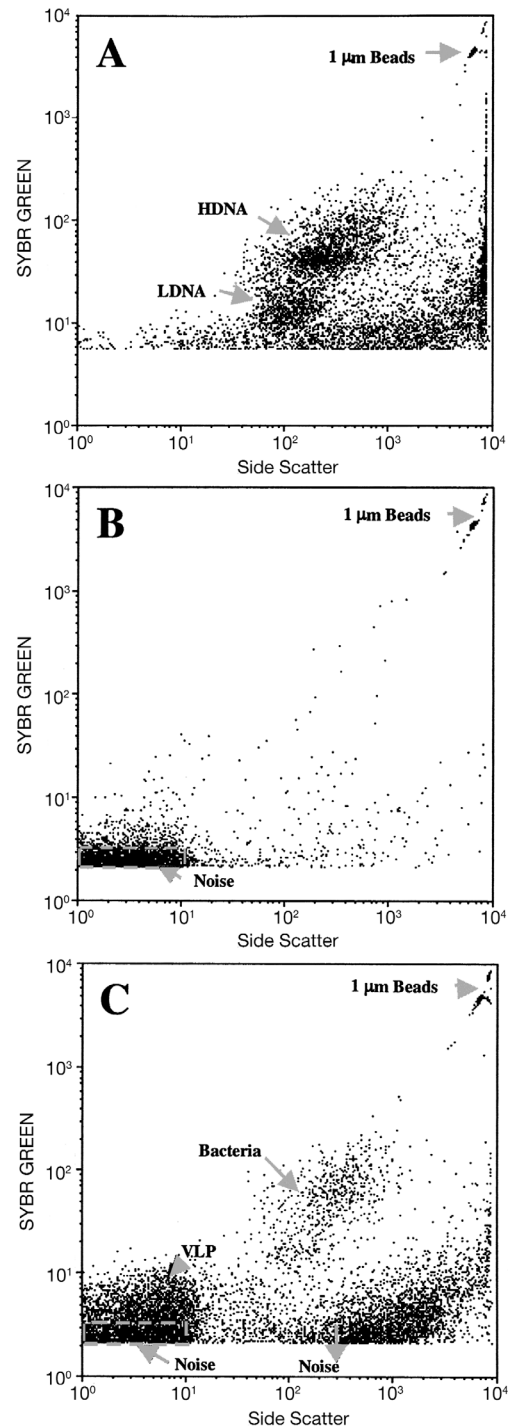 A
1 µm Beads
HDNA
LDNA
SYBR GREEN
10⁴
10³
10²
10¹
10⁰
10⁰ 10¹ 10² 10³ 10⁴
Side Scatter
B
1 µm Beads
Noise
SYBR GREEN
10⁴
10³
10²
10¹
10⁰
10⁰ 10¹ 10² 10³ 10⁴
Side Scatter
C
1 µm Beads
Bacteria
VLP
Noise Noise
SYBR GREEN
10⁴
10³
10²
10¹
10⁰
10⁰ 10¹ 10² 10³ 10⁴
Side Scatter